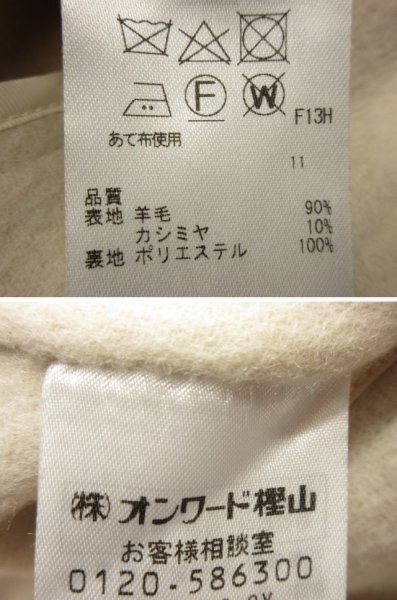 F W F13H
あて布使用
11
品質
表地 羊毛 90%
カシミヤ 10%
裏地 ポリエステル 100%
(株)オンワード樫山
お客様相談室
0120-586300